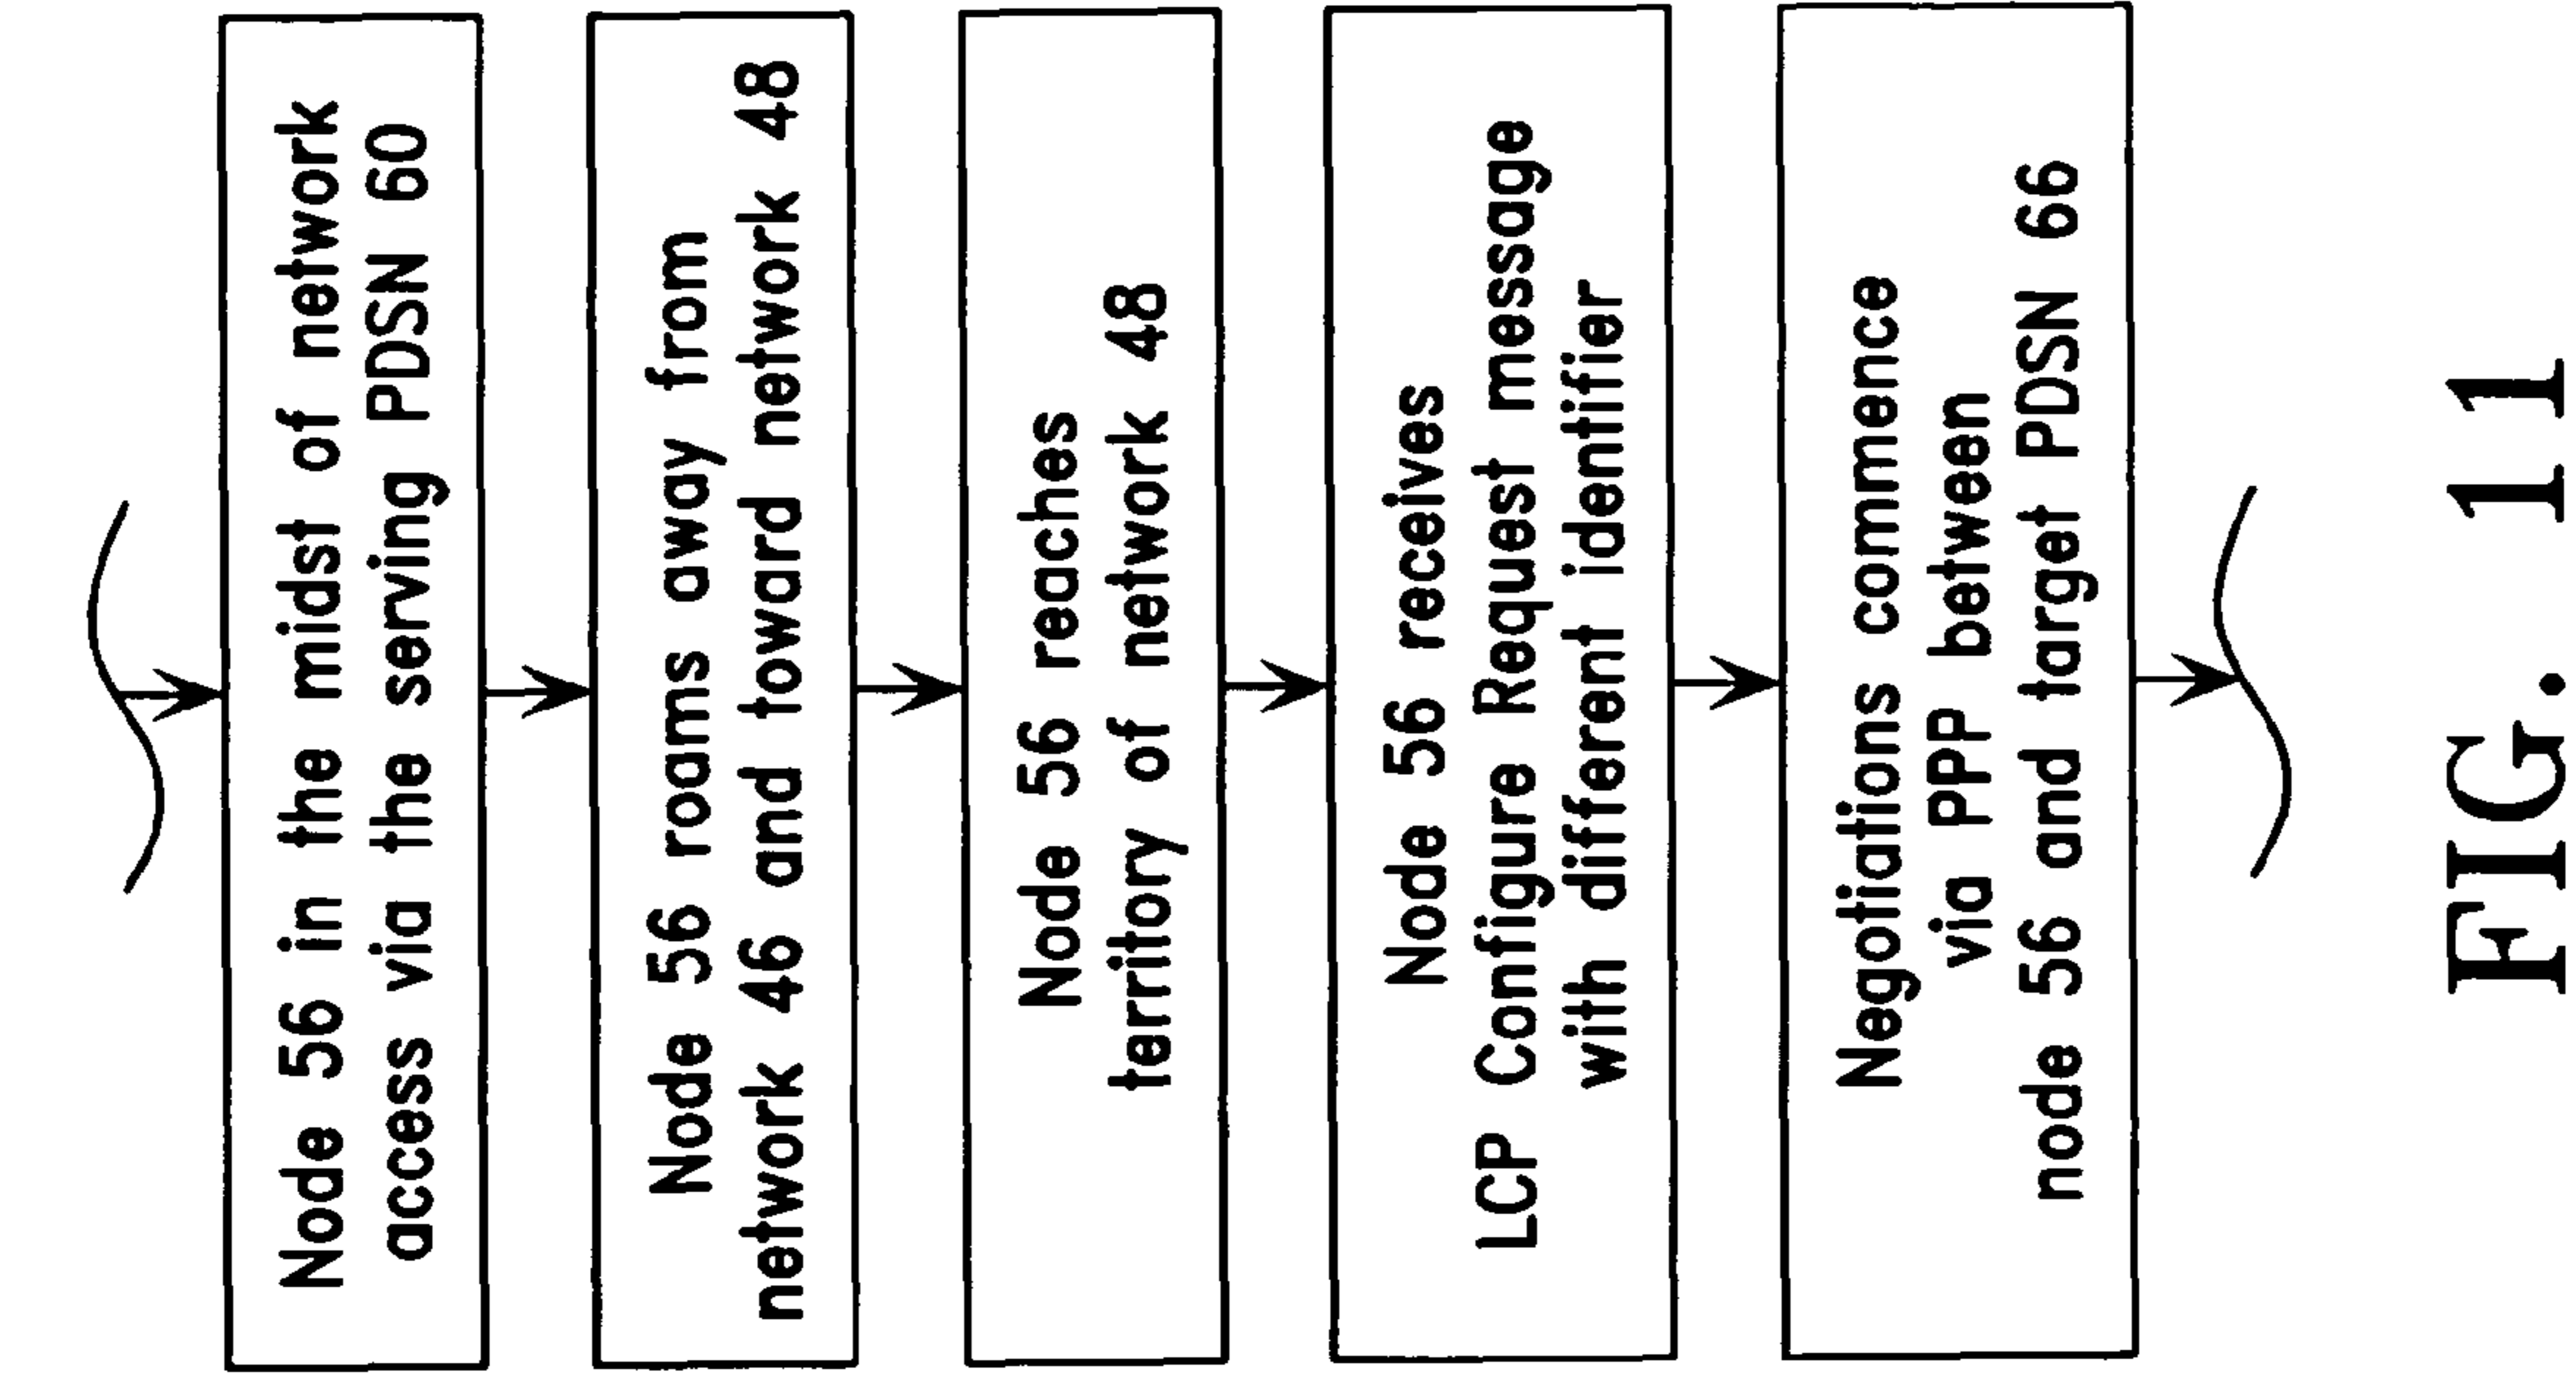 Node 56 in the midst of network
access via the serving PDSN 60
Node 56 roams away from
network 46 and toward network 48
Node 56 reaches
territory of network 48
Node 56 receives
LCP Configure Request message
with different identifier
Negotiations commence
via PPP between
node 56 and target PDSN 66
FIG. 11